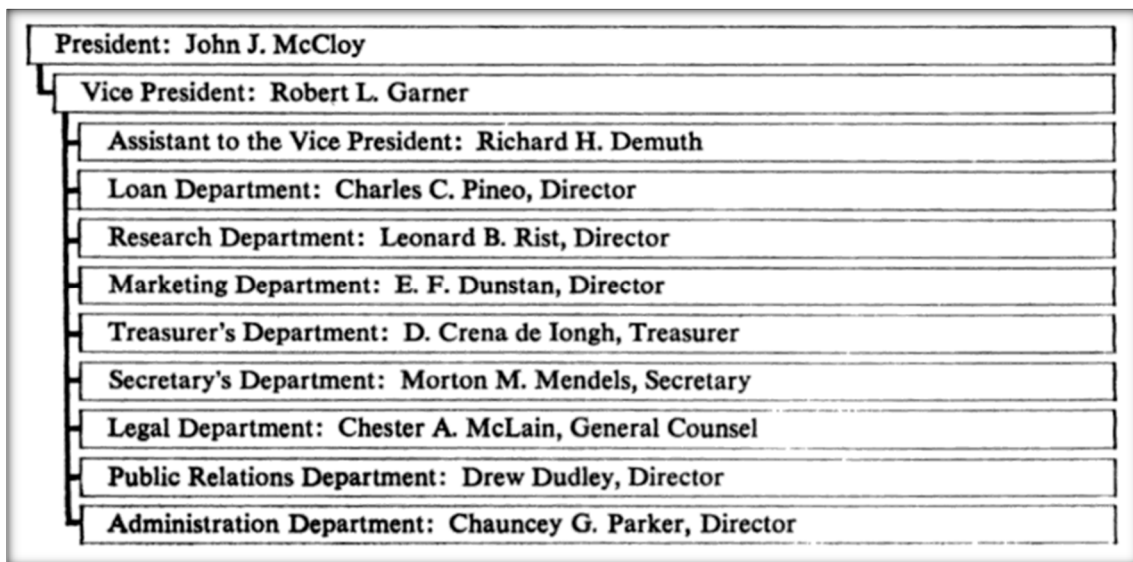 President: John J. McCloy
Vice President: Robert L. Garner
Assistant to the Vice President: Richard H. Demuth
Loan Department: Charles C. Pineo, Director
Research Department: Leonard B. Rist, Director
Marketing Department: E. F. Dunstan, Director
Treasurer's Department: D. Crena de Iongh, Treasurer
Secretary's Department: Morton M. Mendels, Secretary
Legal Department: Chester A. McLain, General Counsel
Public Relations Department: Drew Dudley, Director
Administration Department: Chauncey G. Parker, Director